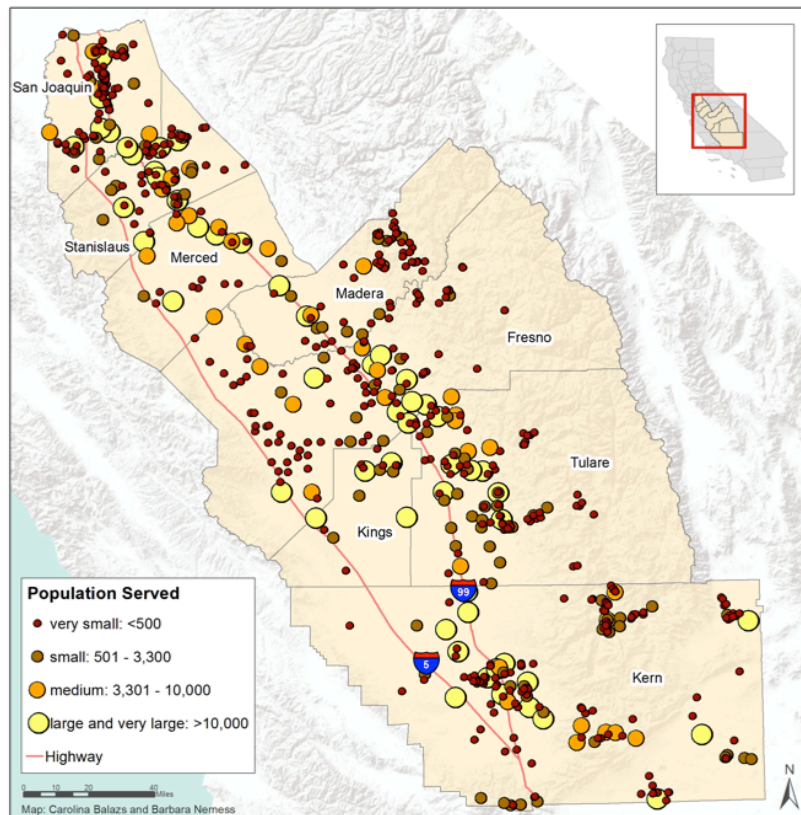 San Joaquin
Stanislaus
Merced
Madera
Fresno
Tulare
Kings
99
5
Kern
Population Served
very small: <500
small: 501 - 3,300
medium: 3,301 - 10,000
large and very large: >10,000
Highway
0 10 20 40
Miles
Map: Carolina Balazs and Barbara Nemess
N